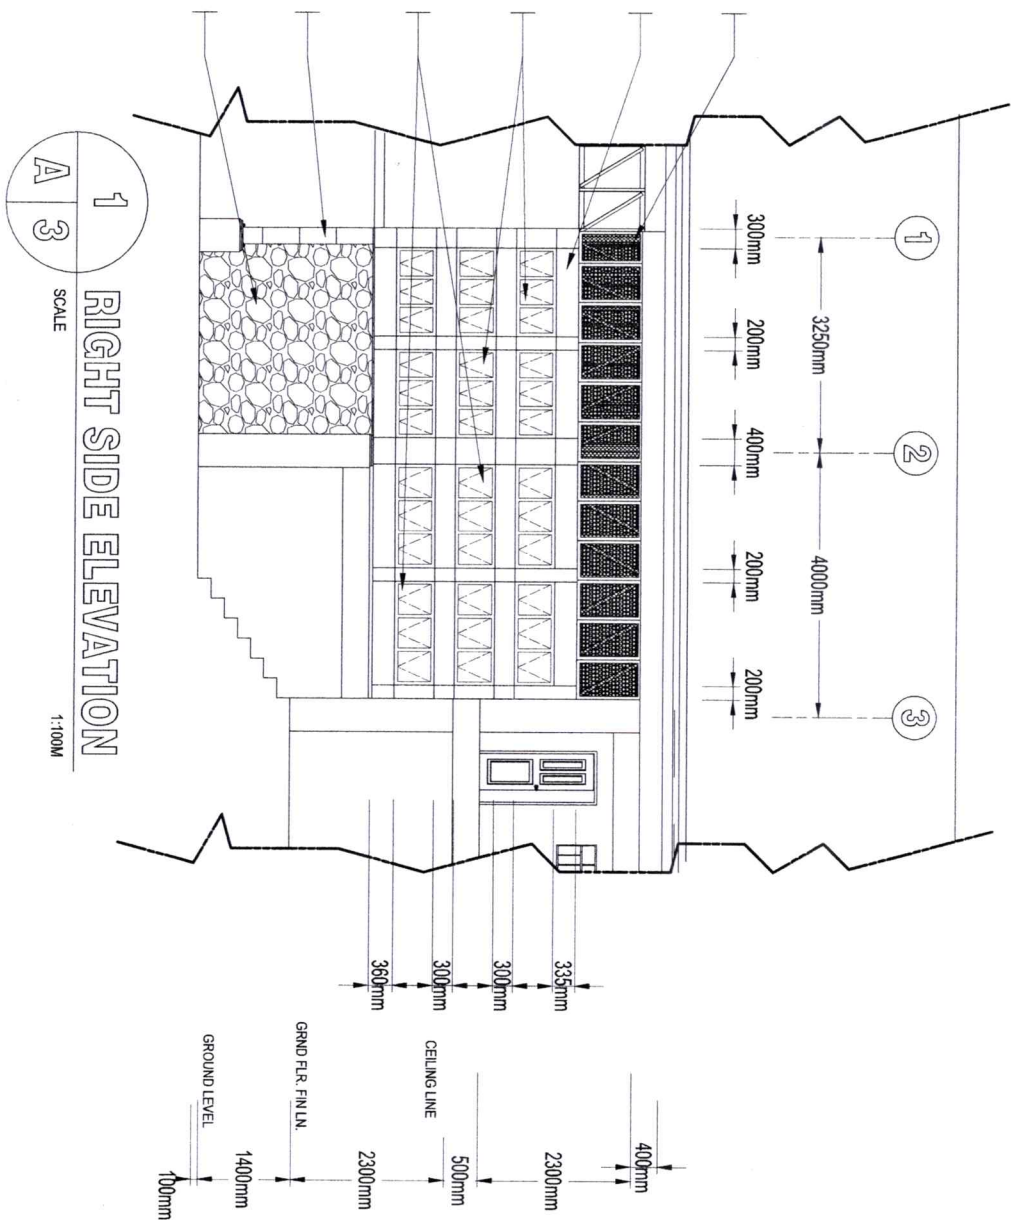 1
2
3
3250mm
4000mm
300mm
200mm
400mm
200mm
200mm
335mm
300mm
300mm
360mm
400mm
2300mm
500mm
2300mm
1400mm
100mm
CEILING LINE
GRND FLR. FIN LN.
GROUND LEVEL
1
A 3
RIGHT SIDE ELEVATION
SCALE 1:100M